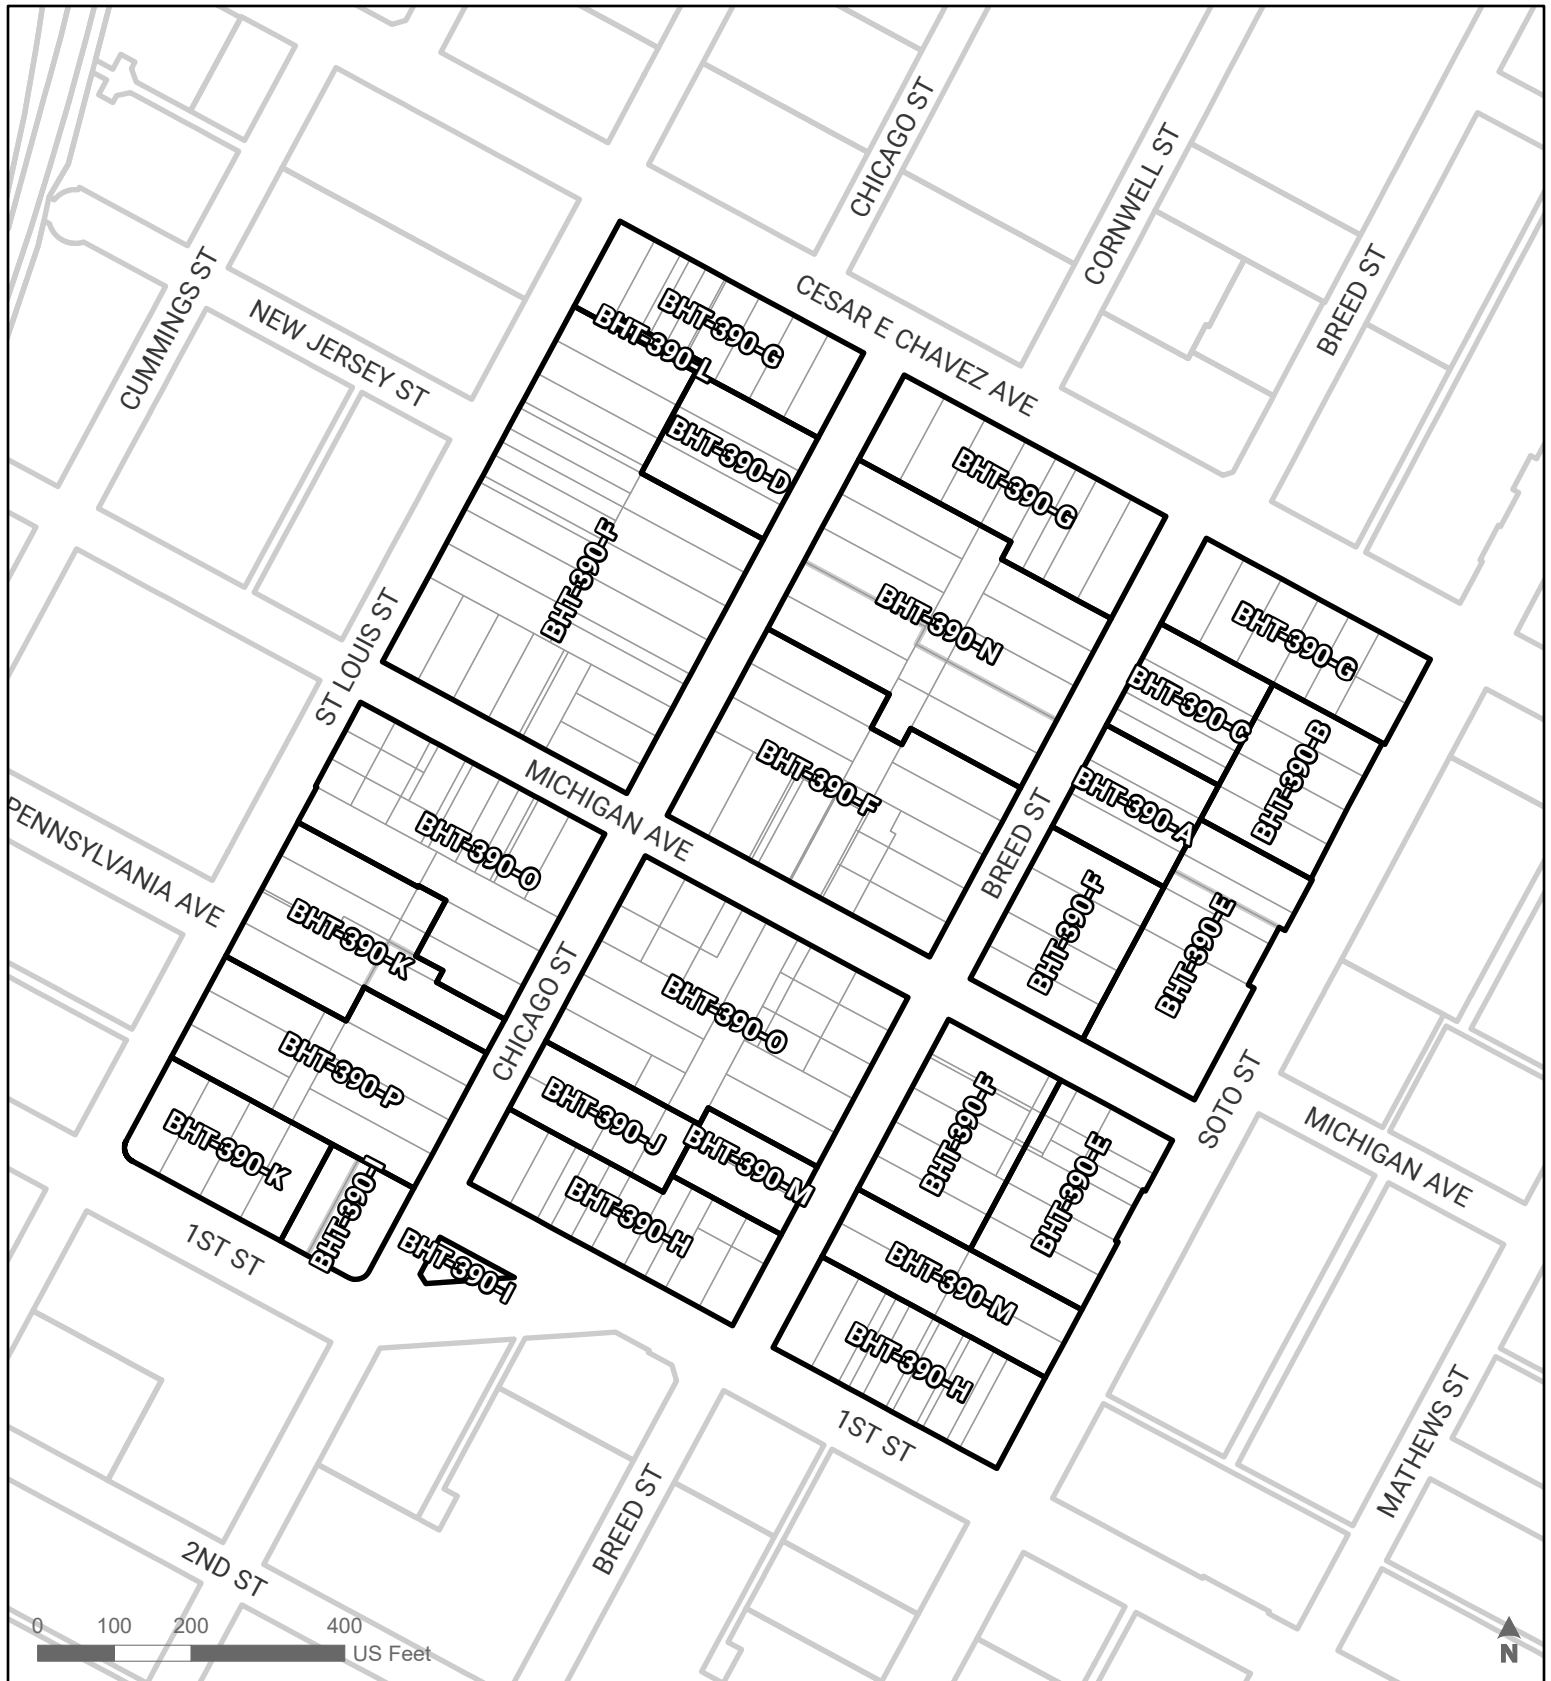 CHICAGO ST
CORNWELL ST
BREED ST
CUMMINGS ST
NEW JERSEY ST
CESAR E CHAVEZ AVE
BHT-390-G
BHT-390-L
BHT-390-D
BHT-390-G
BHT-390-F
BHT-390-N
BHT-390-G
BHT-390-C
BHT-390-B
ST LOUIS ST
MICHIGAN AVE
BHT-390-F
BHT-390-A
BREED ST
PENNSYLVANIA AVE
BHT-390-O
BHT-390-F
BHT-390-E
BHT-390-K
CHICAGO ST
BHT-390-O
BHT-390-P
BHT-390-J
BHT-390-M
BHT-390-F
BHT-390-E
SOTO ST
MICHIGAN AVE
BHT-390-K
BHT-390-I
BHT-390-H
1ST ST
BHT-390-I
BHT-390-M
BHT-390-H
1ST ST
MATHEWS ST
BREED ST
2ND ST
0 100 200 400
US Feet
N